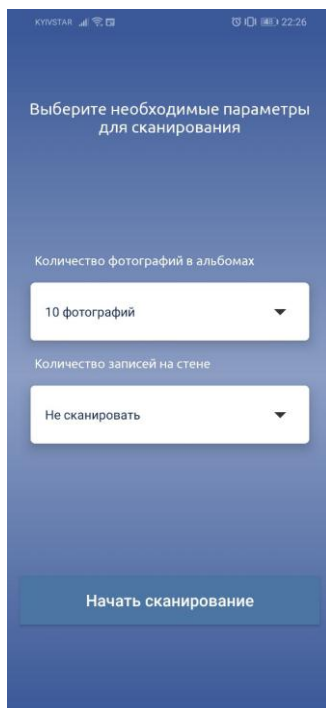 KYIVSTAR 22:26
Выберите необходимые параметры
для сканирования
Количество фотографий в альбомах
10 фотографий
Количество записей на стене
Не сканировать
Начать сканирование